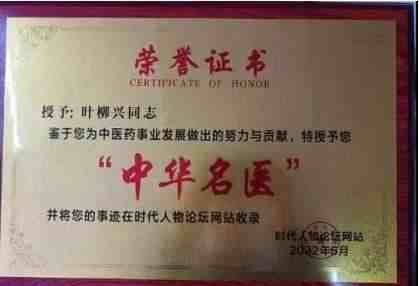 荣誉证书
CERTIFICATE OF HONOR
授予: 叶柳兴同志
鉴于您为中医药事业发展做出的努力与贡献，特授予您
“中华名医”
并将您的事迹在时代人物论坛网站收录
时代人物论坛网站
2022年5月